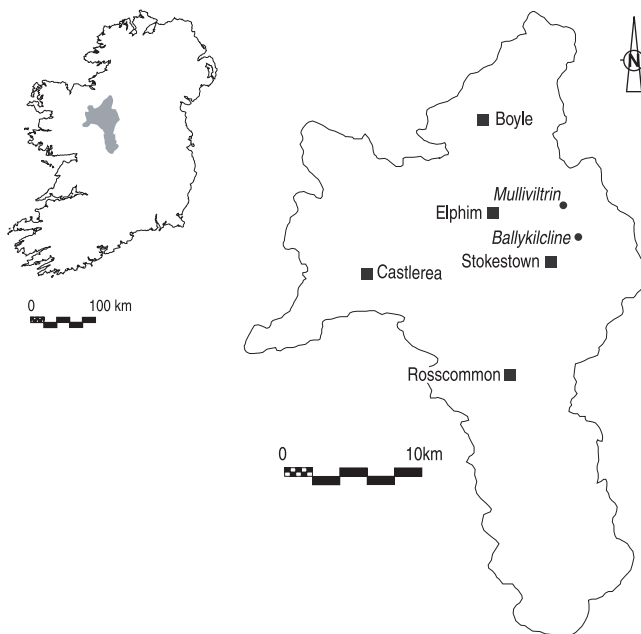 N
Boyle
Mulliviltrin
Elphim
Ballykilcline
Stokestown
Castlerea
0 100 km
Rosscommon
0 10km